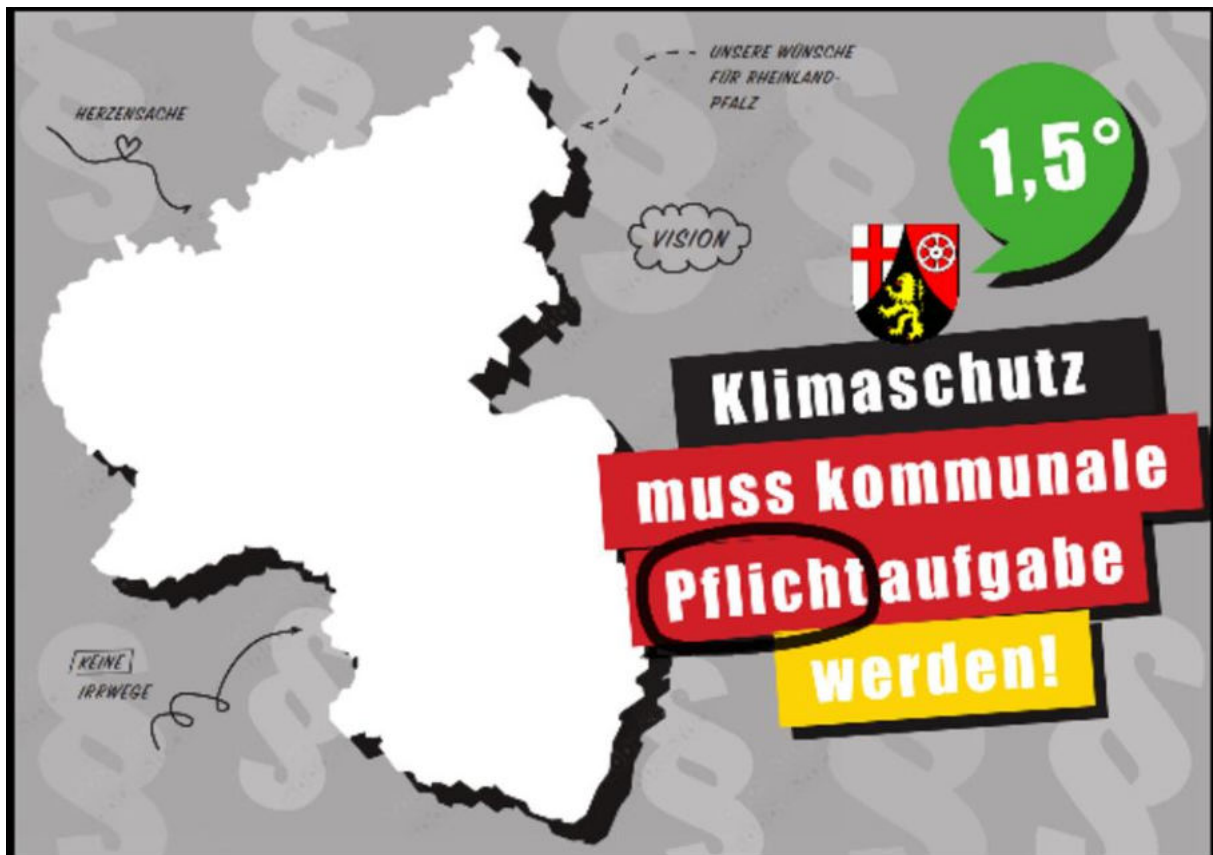 HERZENSACHE
UNSERE WÜNSCHE
FÜR RHEINLAND-
PFALZ
1,5°
VISION
Klimaschutz
muss kommunale
Pflichtaufgabe
werden!
KEINE
IRRWEGE